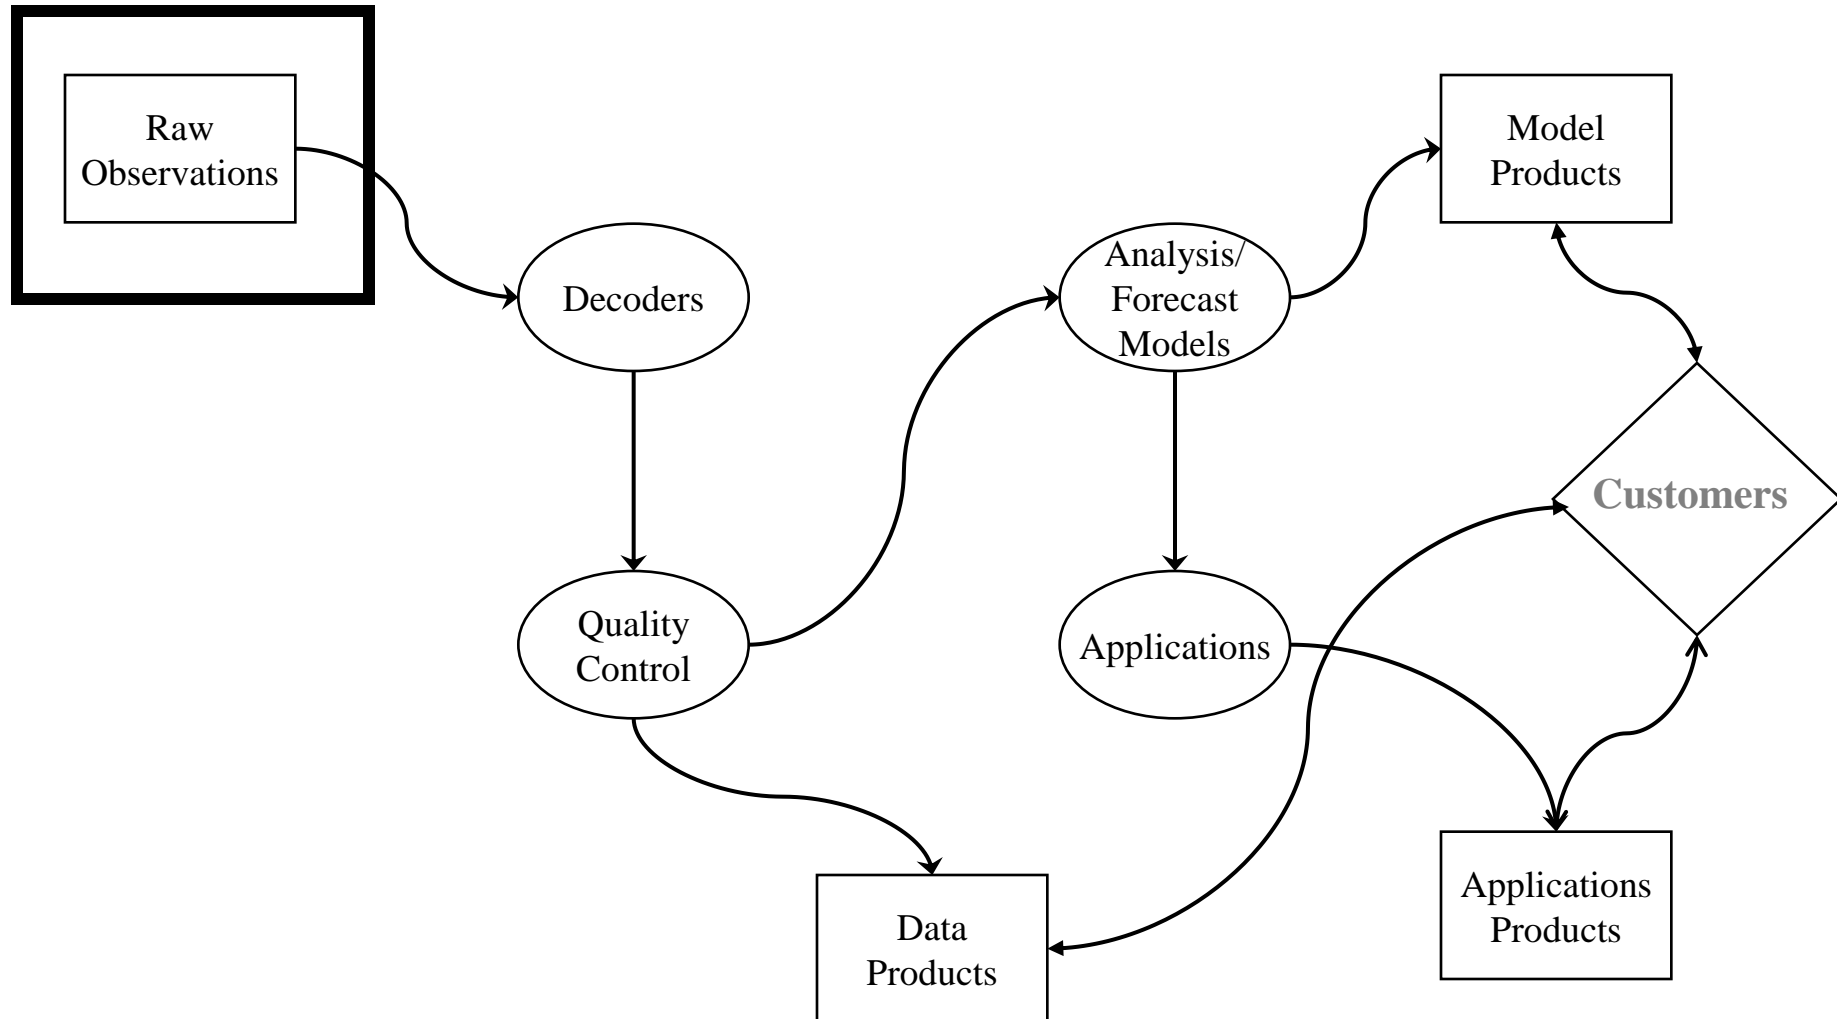 Raw
Observations
Model
Products
Decoders
Analysis/
Forecast
Models
Customers
Quality
Control
Applications
Applications
Products
Data
Products